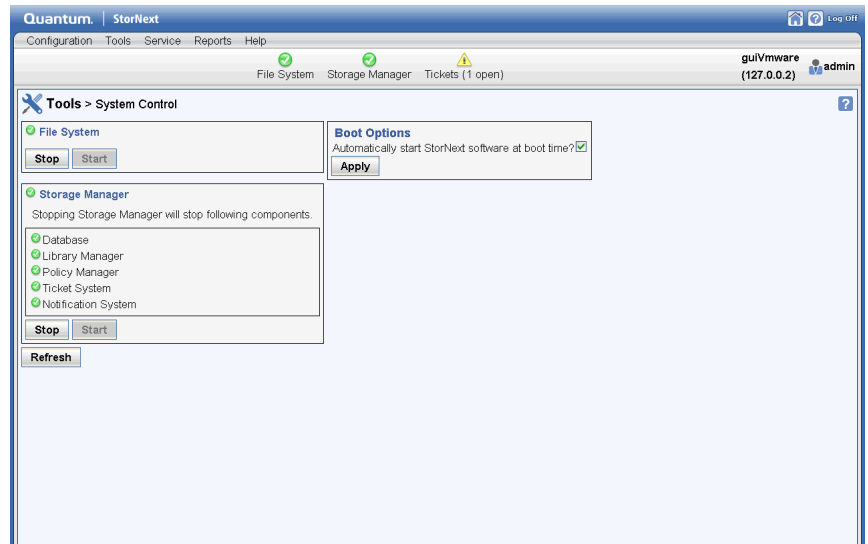 Quantum. StorNext Log Off
Configuration Tools Service Reports Help
File System Storage Manager Tickets (1 open)
guiVmware
(127.0.0.2)
admin
Tools > System Control
File System
Stop Start
Boot Options
Automatically start StorNext software at boot time?
Apply
Storage Manager
Stopping Storage Manager will stop following components.
Database
Library Manager
Policy Manager
Ticket System
Notification System
Stop Start
Refresh